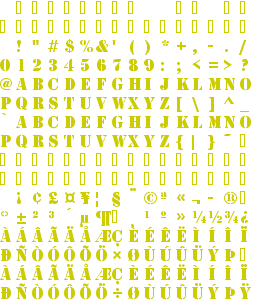 ! " # $ % & ' ( ) * + , - . /
0 1 2 3 4 5 6 7 8 9 : ; < = > ?
@ A B C D E F G H I J K L M N O
P Q R S T U V W X Y Z [ \ ] ^ _
` A B C D E F G H I J K L M N O
P Q R S T U V W X Y Z { | } ~
¡ ¢ £ ¤ ¥ ¦ § ¨ © ª « ¬ - ® ¯
° ± ² ³ ´ µ ¶ ¹ º » ¼ ½ ¾ ¿
À Á Â Ã Ä Å Æ Ç È É Ê Ë Ì Í Î Ï
Ð Ñ Ò Ó Ô Õ Ö × Ø Ù Ú Û Ü Ý Þ
À Á Â Ã Ä Å Æ Ç È É Ê Ë Ì Í Î Ï
Ð Ñ Ò Ó Ô Õ Ö ÷ Ø Ù Ú Û Ü Ý Þ Ÿ